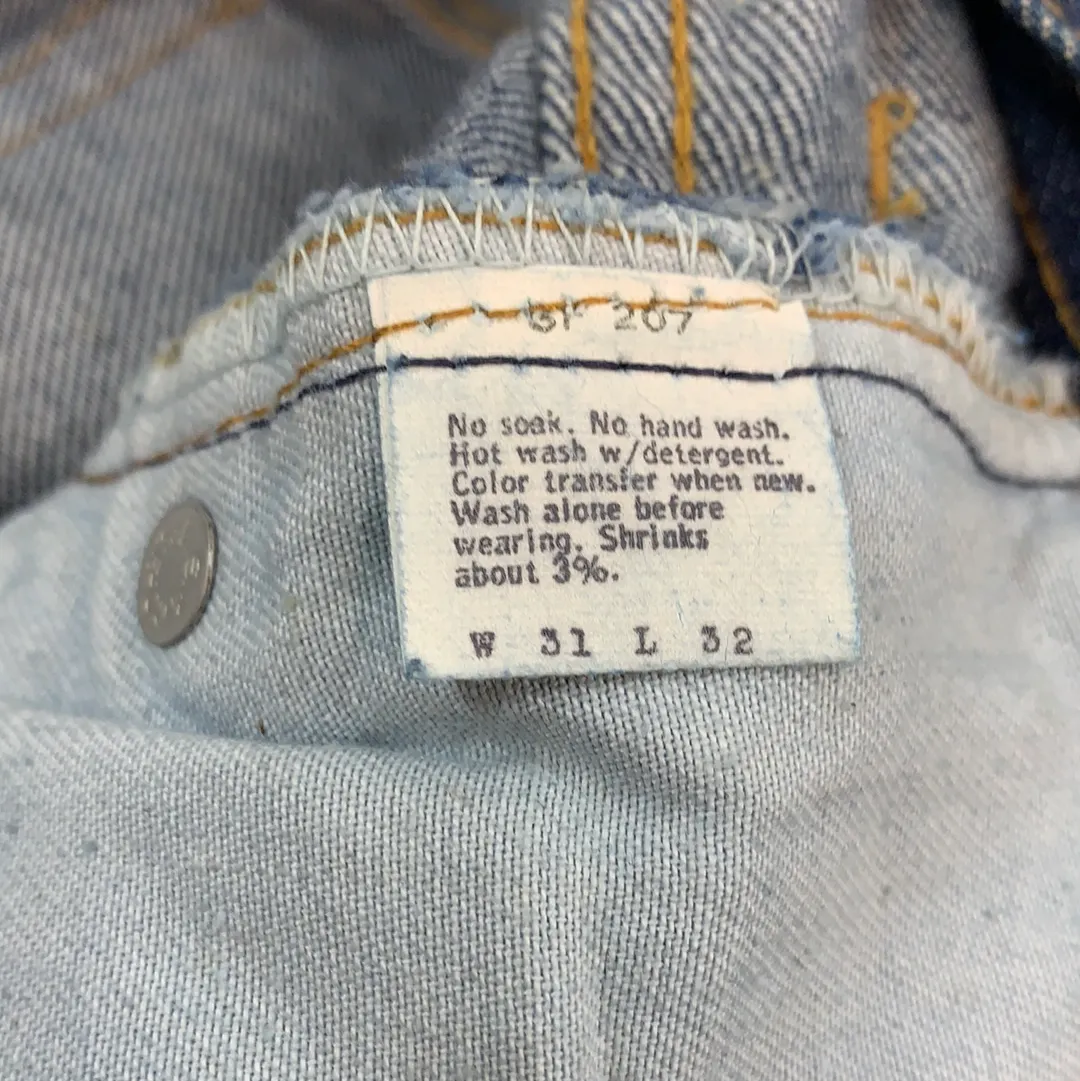 207
No soak. No hand wash.
Hot wash w/detergent.
Color transfer when new.
Wash alone before
wearing. Shrinks
about 3%.
W 31 L 32